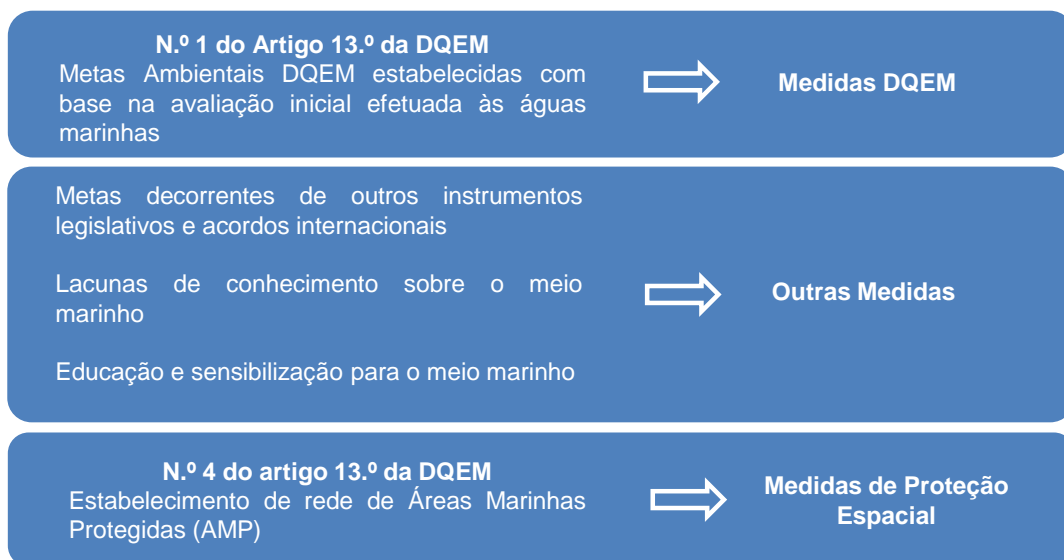 N.º 1 do Artigo 13.º da DQEM
Metas Ambientais DQEM estabelecidas com
base na avaliação inicial efetuada às águas
marinhas
Medidas DQEM
Metas decorrentes de outros instrumentos
legislativos e acordos internacionais
Lacunas de conhecimento sobre o meio
marinho
Educação e sensibilização para o meio marinho
Outras Medidas
N.º 4 do artigo 13.º da DQEM
Estabelecimento de rede de Áreas Marinhas
Protegidas (AMP)
Medidas de Proteção
Espacial